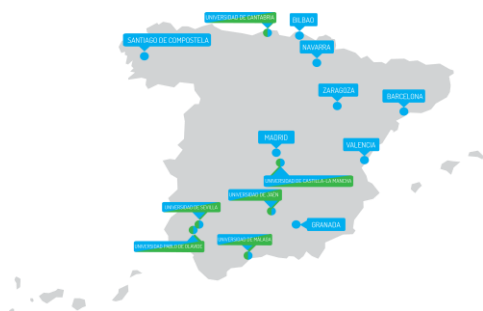 UNIVERSIDAD DE CANTABRIA
BILBAO
SANTIAGO DE COMPOSTELA
NAVARRA
ZARAGOZA
BARCELONA
MADRID
VALENCIA
UNIVERSIDAD DE CASTILLA-LA MANCHA
UNIVERSIDAD DE JAEN
UNIVERSIDAD DE SEVILLA
GRANADA
UNIVERSIDAD DE MÁLAGA
UNIVERSIDAD PABLO DE OLAVIDE